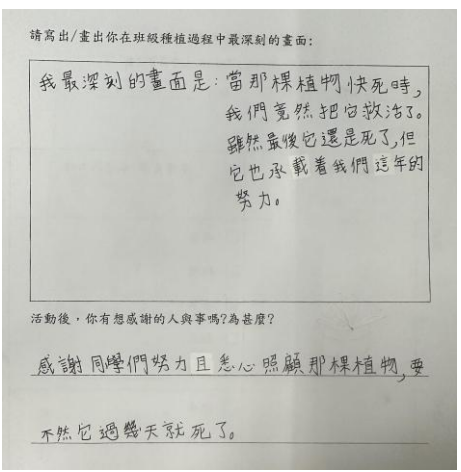 請寫出/畫出你在班級種植過程中最深刻的畫面:
我最深刻的畫面是:當那棵植物快死時,
我們竟然把它救活了。
雖然最後它還是死了,但
它也承載着我們這年的
努力。
活動後,你有想感謝的人與事嗎?為甚麼?
感謝同學們努力且悉心照顧那棵植物,要
不然它過幾天就死了。